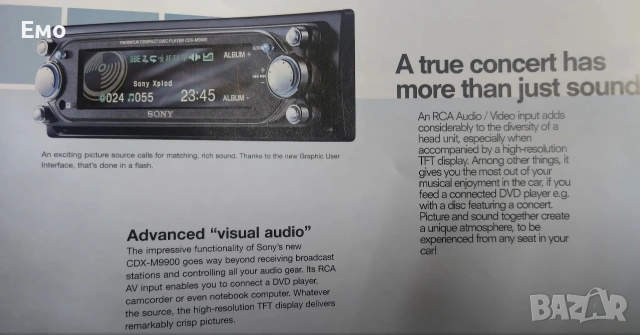 Emo
FM/MW/LW COMPACT DISC PLAYER CDX-M9900
ALBUM +
Sony Xplod
024 ♫055 23:45
ALBUM -
SONY
An exciting picture source calls for matching, rich sound. Thanks to the new Graphic User
Interface, that's done in a flash.
Advanced "visual audio"
The impressive functionality of Sony's new
CDX-M9900 goes way beyond receiving broadcast
stations and controlling all your audio gear. Its RCA
AV input enables you to connect a DVD player,
camcorder or even notebook computer. Whatever
the source, the high-resolution TFT display delivers
remarkably crisp pictures.
A true concert has
more than just sound
An RCA Audio / Video input adds
considerably to the diversity of a
head unit, especially when
accompanied by a high-resolution
TFT display. Among other things, it
gives you the most out of your
musical enjoyment in the car, if you
feed a connected DVD player e.g.
with a disc featuring a concert.
Picture and sound together create
a unique atmosphere, to be
experienced from any seat in your
car!
BAZAR.BG